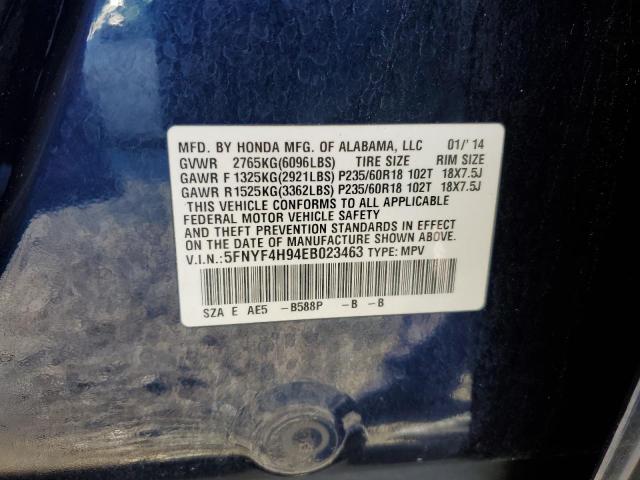 MFD. BY HONDA MFG. OF ALABAMA, LLC 01/'14
GVWR 2765KG(6096LBS) TIRE SIZE RIM SIZE
GAWR F 1325KG(2921LBS) P235/60R18 102T 18X7.5J
GAWR R 1525KG(3362LBS) P235/60R18 102T 18X7.5J
THIS VEHICLE CONFORMS TO ALL APPLICABLE
FEDERAL MOTOR VEHICLE SAFETY
AND THEFT PREVENTION STANDARDS IN EFFECT
ON THE DATE OF MANUFACTURE SHOWN ABOVE.
V.I.N.:5FNYF4H94EB023463 TYPE: MPV
SZA E AE5 -B588P -B -B